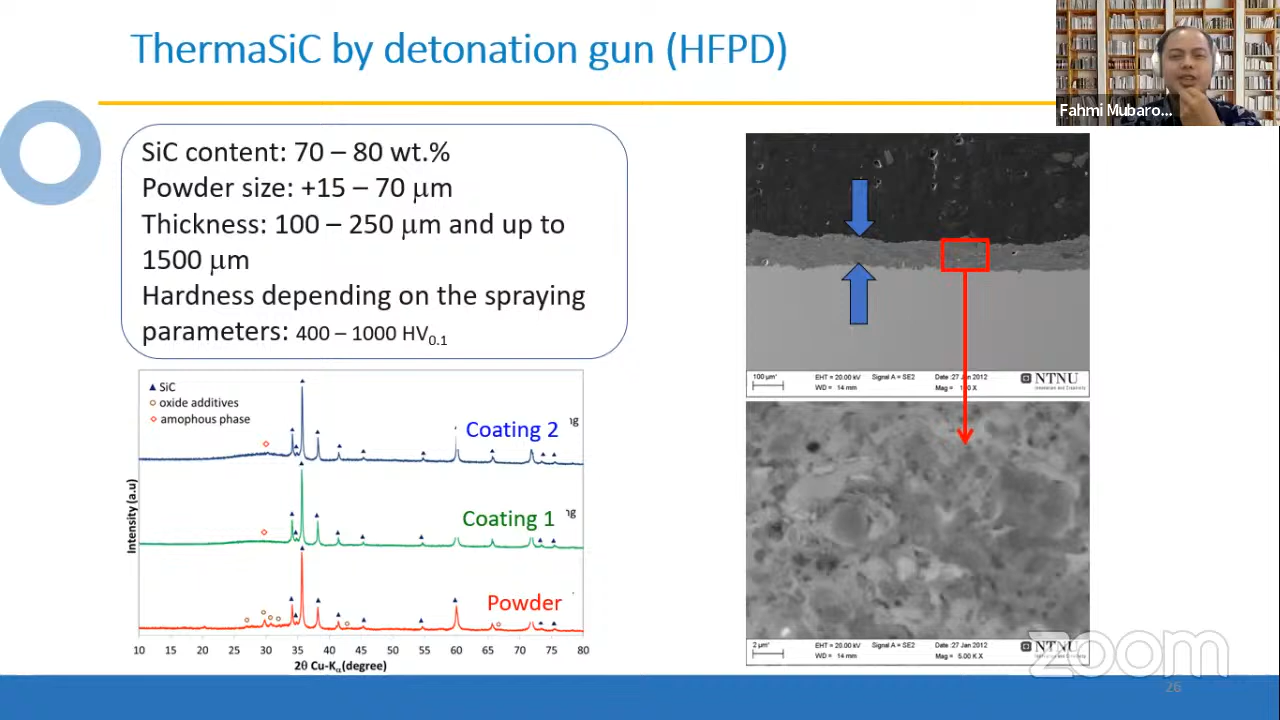 ThermaSiC by detonation gun (HFPD)
Fahmi Mubaro...
SiC content: 70 – 80 wt.%
Powder size: +15 – 70 μm
Thickness: 100 – 250 μm and up to
1500 μm
Hardness depending on the spraying
parameters: 400 – 1000 HV0.1
SiC
oxide additives
amophous phase
Coating 2
ng
Coating 1
ng
Powder
Intensity (a.u)
10 15 20 25 30 35 40 45 50 55 60 65 70 75 80
2θ Cu-K (degree)
100 μm*
EHT = 20.00 kV
Signal A = SE2
Date :27 Jan 2012
WD = 14 mm
Mag =
X
NTNU
2 μm*
EHT = 20.00 kV
Signal A = SE2
Date :27 Jan 2012
WD = 14 mm
Mag = 5.00 K X
NTNU
zoom
26